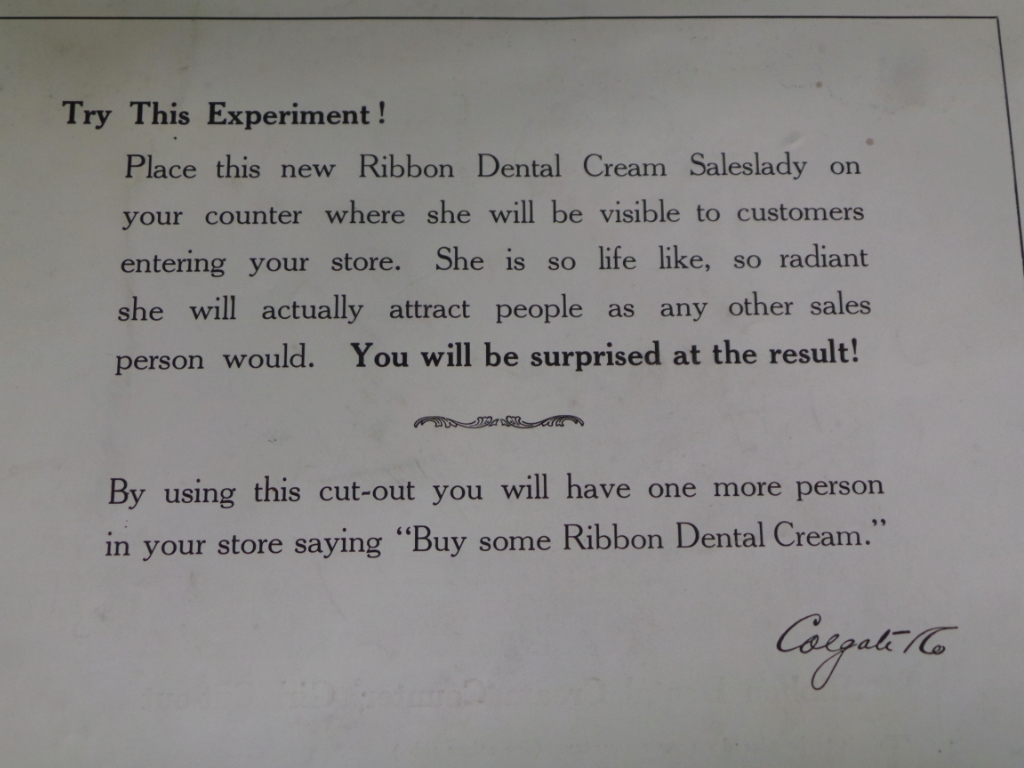 Try This Experiment!
Place this new Ribbon Dental Cream Saleslady on
your counter where she will be visible to customers
entering your store. She is so life like, so radiant
she will actually attract people as any other sales
person would. You will be surprised at the result!
By using this cut-out you will have one more person
in your store saying “Buy some Ribbon Dental Cream.”
Colgate & Co